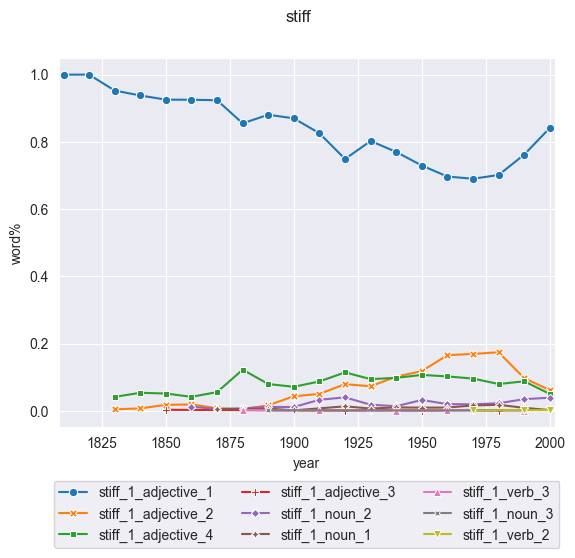 stiff
1.0
0.8
0.6
0.4
0.2
0.0
word%
1825 1850 1875 1900 1925 1950 1975 2000
year
stiff_1_adjective_1 stiff_1_adjective_3 stiff_1_verb_3
stiff_1_adjective_2 stiff_1_noun_2 stiff_1_noun_3
stiff_1_adjective_4 stiff_1_noun_1 stiff_1_verb_2